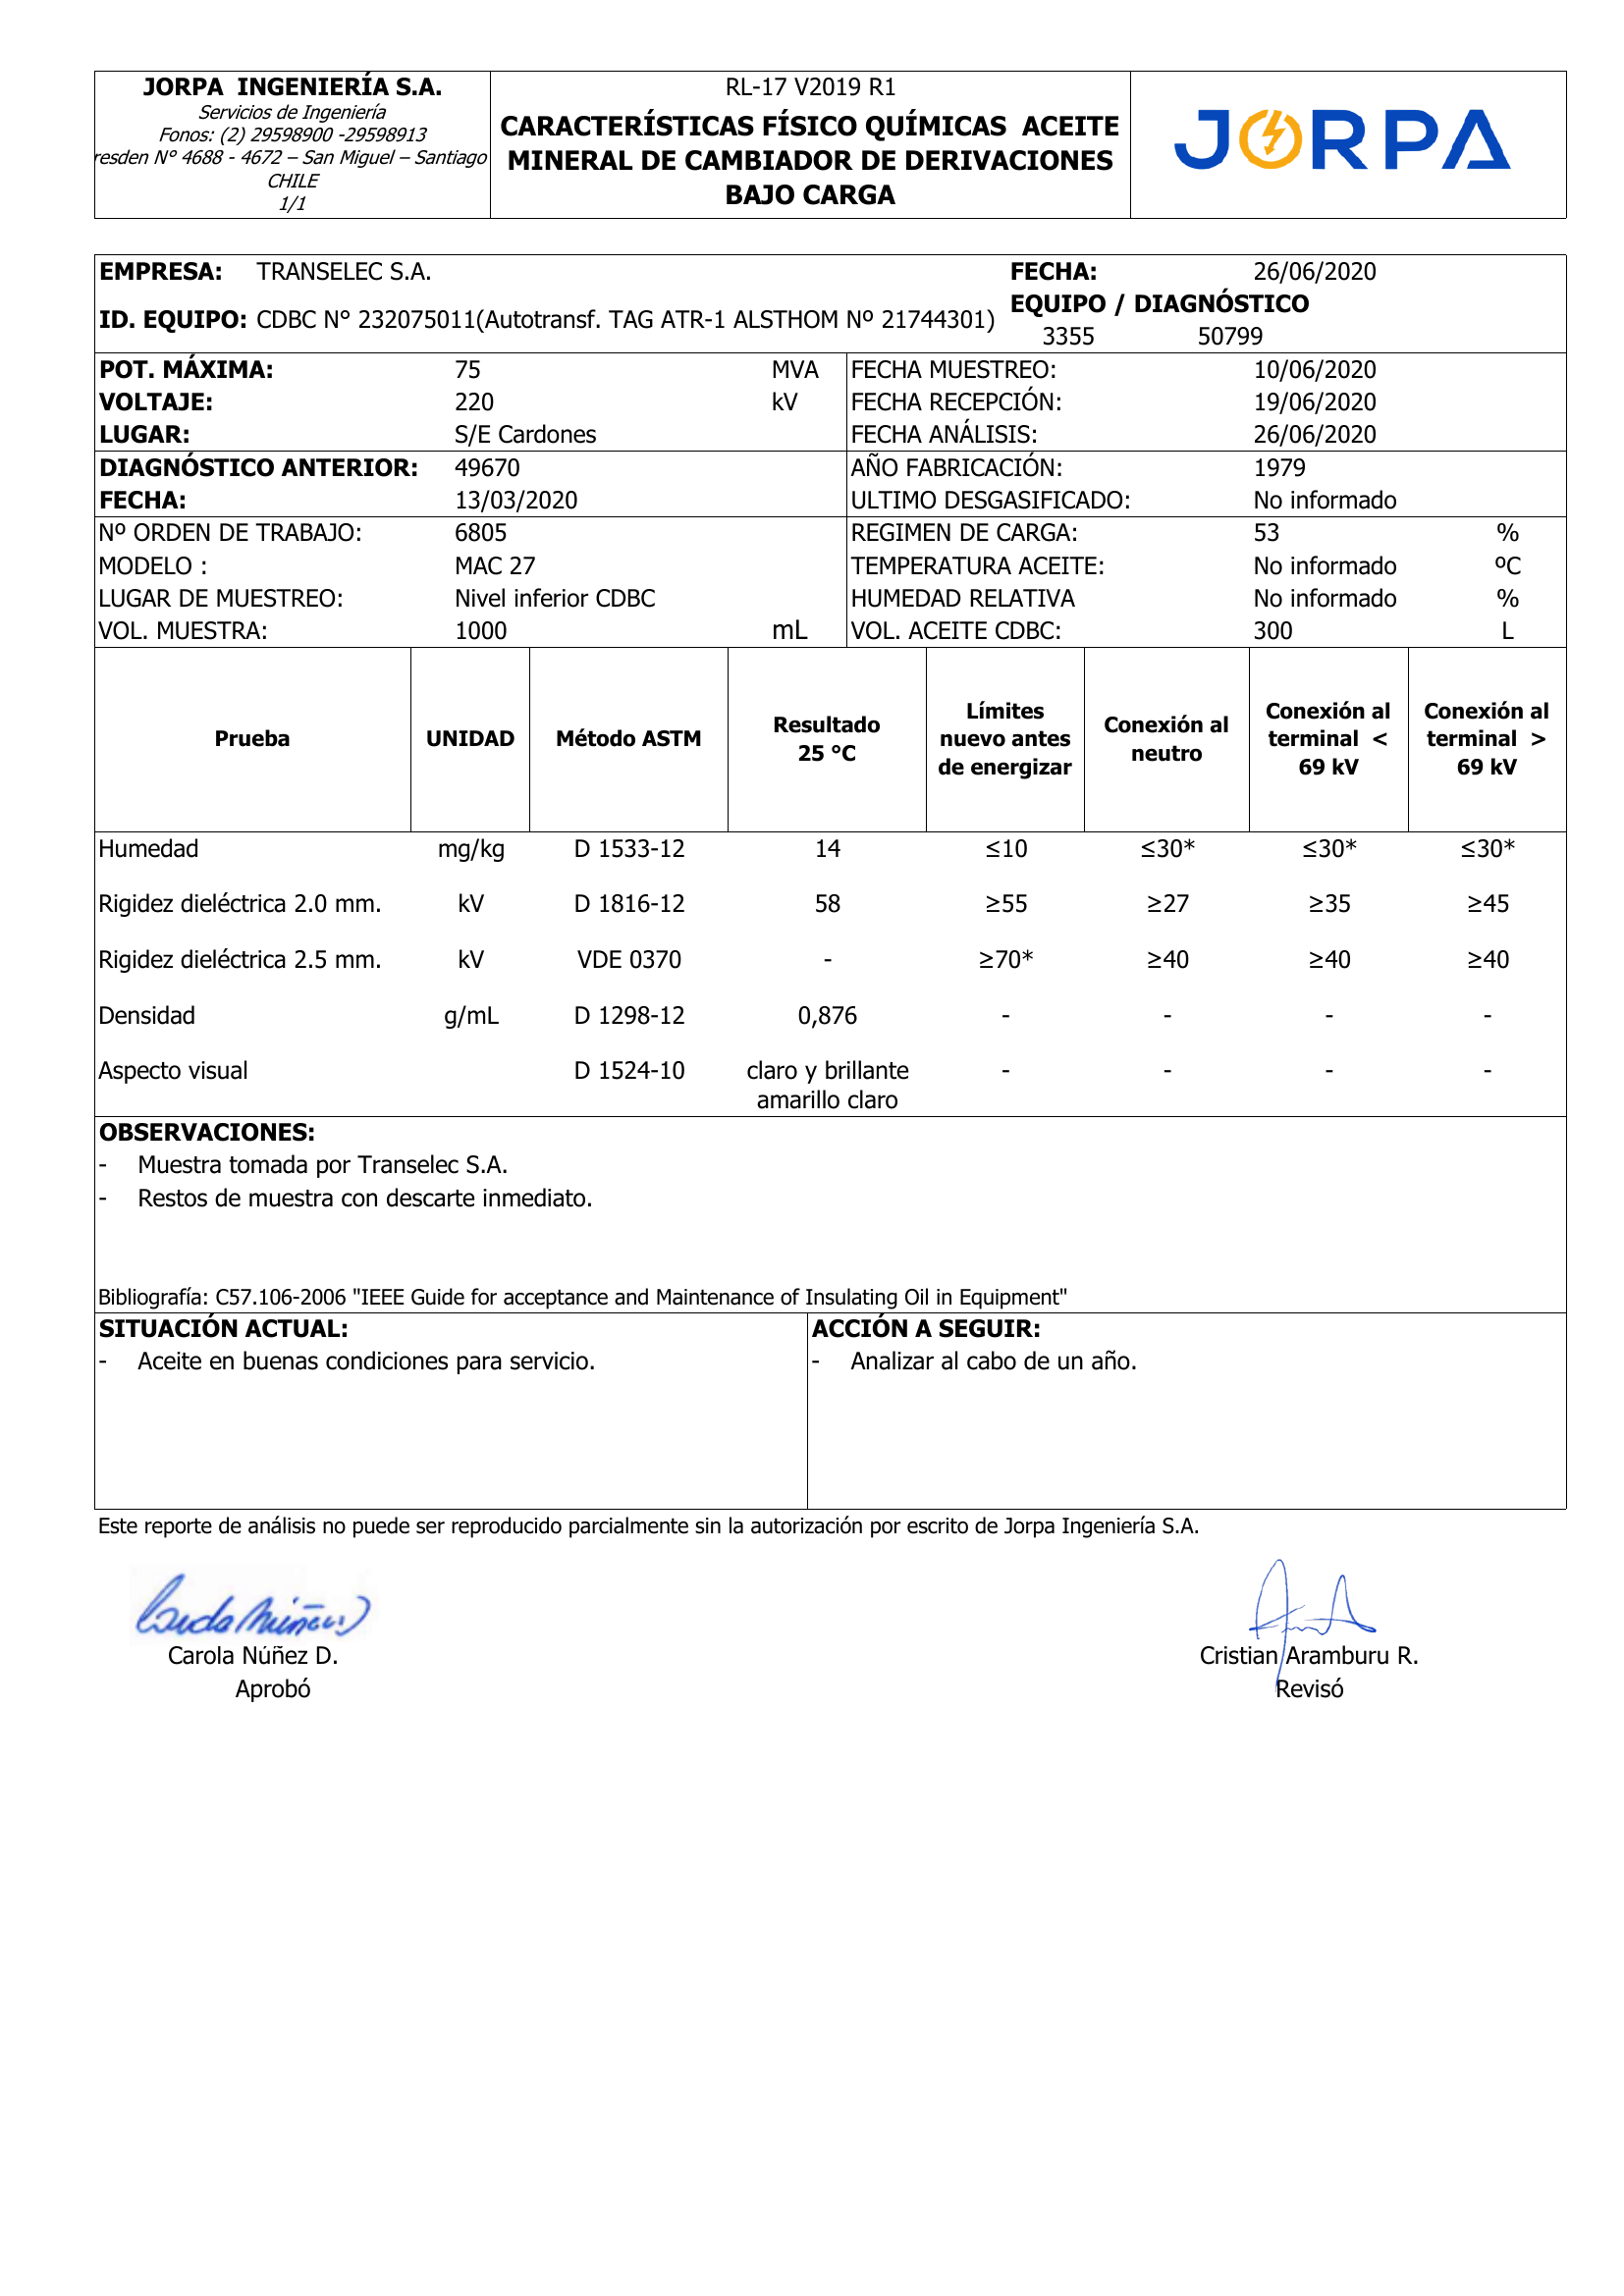 JORPA  INGENIERÍA S.A.
Servicios de Ingeniería
Fonos: (2) 29598900 -29598913
resden N° 4688 - 4672 – San Miguel – Santiago
CHILE
1/1
RL-17 V2019 R1
CARACTERÍSTICAS FÍSICO QUÍMICAS  ACEITE
MINERAL DE CAMBIADOR DE DERIVACIONES
BAJO CARGA
JORPA
EMPRESA: TRANSELEC S.A. FECHA: 26/06/2020
ID. EQUIPO: CDBC N° 232075011(Autotransf. TAG ATR-1 ALSTHOM Nº 21744301) EQUIPO / DIAGNÓSTICO
3355 50799
POT. MÁXIMA: 75 MVA FECHA MUESTREO: 10/06/2020
VOLTAJE: 220 kV FECHA RECEPCIÓN: 19/06/2020
LUGAR: S/E Cardones FECHA ANÁLISIS: 26/06/2020
DIAGNÓSTICO ANTERIOR: 49670 AÑO FABRICACIÓN: 1979
FECHA: 13/03/2020 ULTIMO DESGASIFICADO: No informado
Nº ORDEN DE TRABAJO: 6805 REGIMEN DE CARGA: 53 %
MODELO : MAC 27 TEMPERATURA ACEITE: No informado ºC
LUGAR DE MUESTREO: Nivel inferior CDBC HUMEDAD RELATIVA No informado %
VOL. MUESTRA: 1000 mL VOL. ACEITE CDBC: 300 L
Prueba UNIDAD Método ASTM Resultado 25 °C Límites nuevo antes de energizar Conexión al neutro Conexión al terminal < 69 kV Conexión al terminal > 69 kV
Humedad mg/kg D 1533-12 14 ≤10 ≤30* ≤30* ≤30*
Rigidez dieléctrica 2.0 mm. kV D 1816-12 58 ≥55 ≥27 ≥35 ≥45
Rigidez dieléctrica 2.5 mm. kV VDE 0370 - ≥70* ≥40 ≥40 ≥40
Densidad g/mL D 1298-12 0,876 - - - -
Aspecto visual D 1524-10 claro y brillante - - - -
amarillo claro
OBSERVACIONES:
- Muestra tomada por Transelec S.A.
- Restos de muestra con descarte inmediato.
Bibliografía: C57.106-2006 "IEEE Guide for acceptance and Maintenance of Insulating Oil in Equipment"
SITUACIÓN ACTUAL: ACCIÓN A SEGUIR:
- Aceite en buenas condiciones para servicio. - Analizar al cabo de un año.
Este reporte de análisis no puede ser reproducido parcialmente sin la autorización por escrito de Jorpa Ingeniería S.A.
Carola Núñez D. Cristian Aramburu R.
Aprobó Revisó